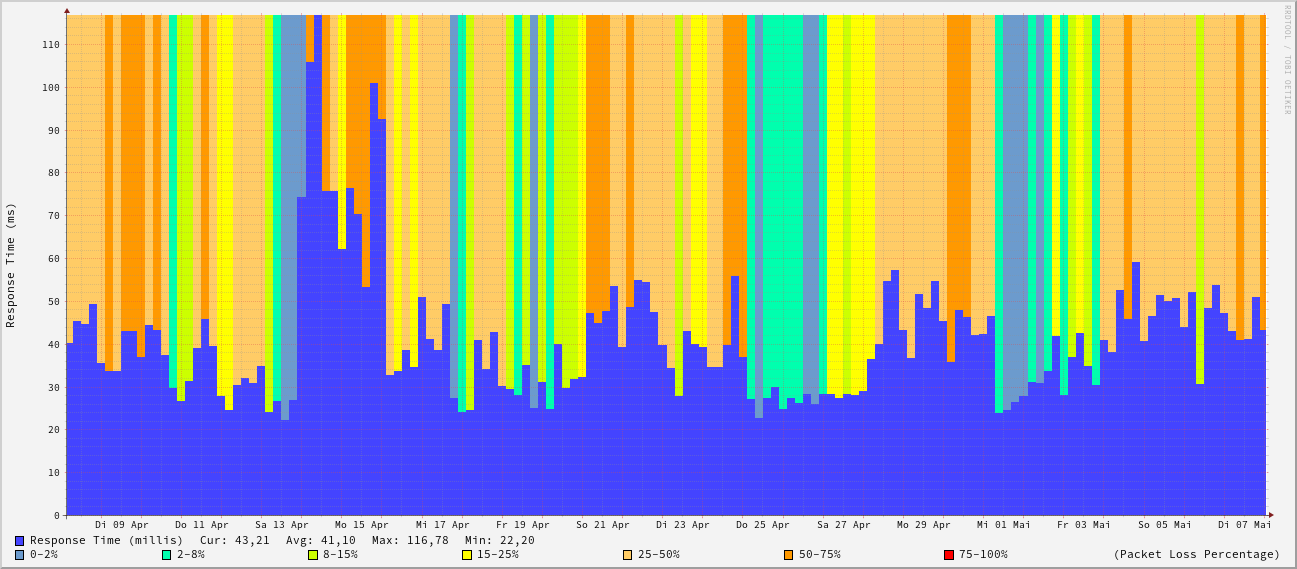 RRDTOOL / TOBI OETIKER
Response Time (ms)
110
100
90
80
70
60
50
40
30
20
10
0
Di 09 Apr Do 11 Apr Sa 13 Apr Mo 15 Apr Mi 17 Apr Fr 19 Apr So 21 Apr Di 23 Apr Do 25 Apr Sa 27 Apr Mo 29 Apr Mi 01 Mai Fr 03 Mai So 05 Mai Di 07 Mai
Response Time (millis) Cur: 43,21 Avg: 41,10 Max: 116,78 Min: 22,20
0-2% 2-8% 8-15% 15-25% 25-50% 50-75% 75-100% (Packet Loss Percentage)